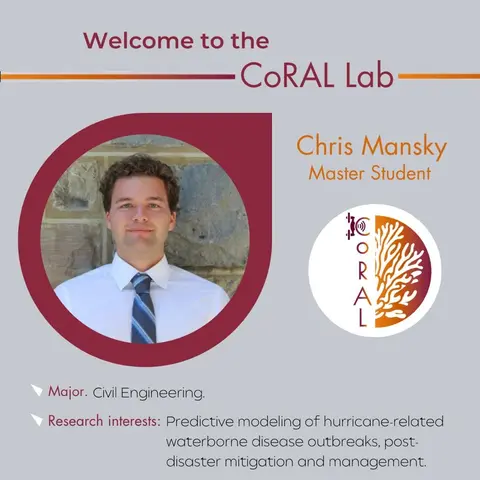 Welcome to the
CoRAL Lab
Chris Mansky
Master Student
CoRAL
Major. Civil Engineering.
Research interests: Predictive modeling of hurricane-related
waterborne disease outbreaks, post-
disaster mitigation and management.